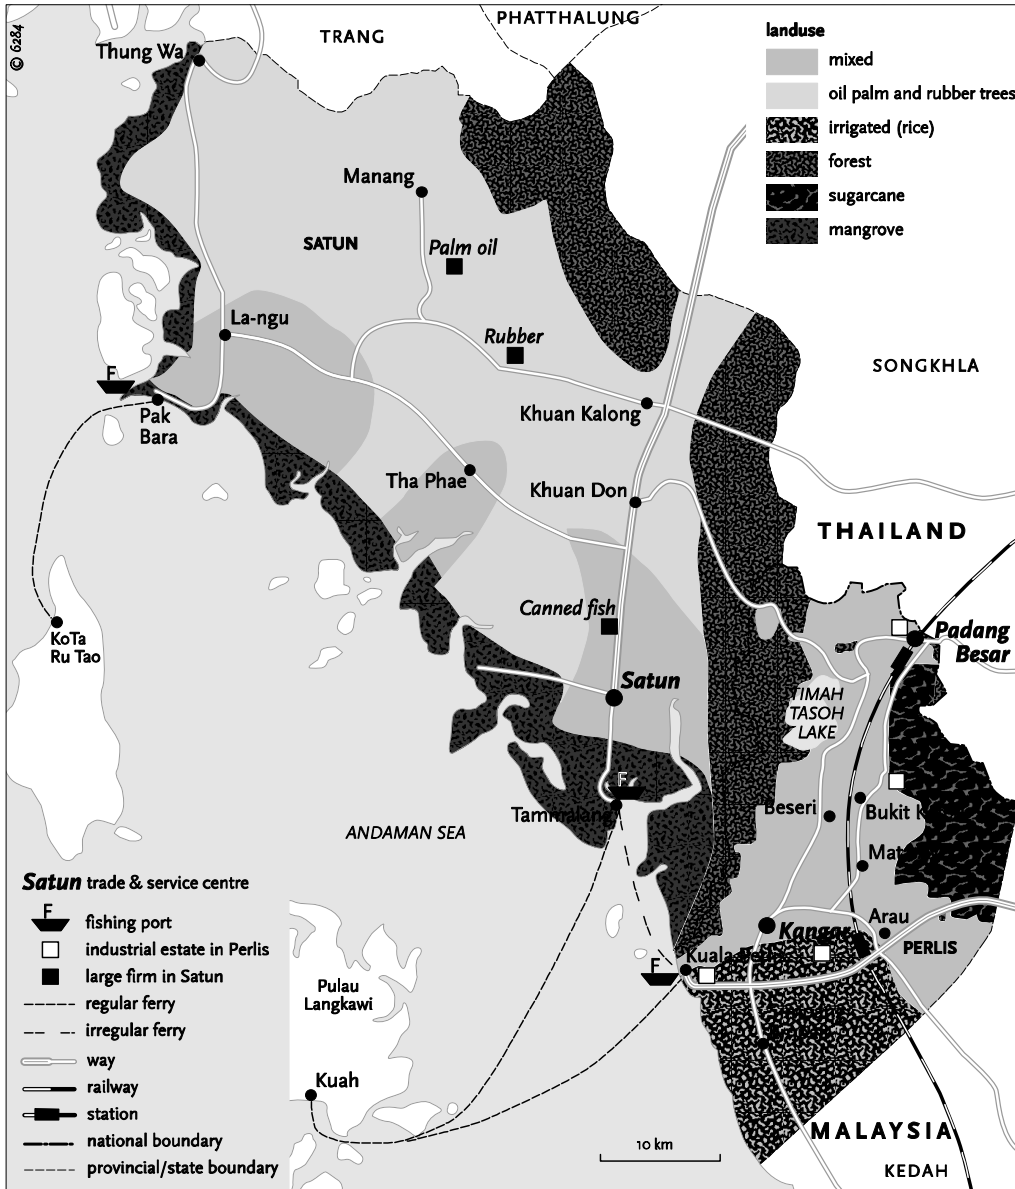 © 6284
PHATTHALUNG
TRANG
Thung Wa
landuse
mixed
oil palm and rubber trees
irrigated (rice)
forest
sugarcane
mangrove
Manang
SATUN
Palm oil
La-ngu
Rubber
SONGKHLA
F
Pak
Bara
Khuan Kalong
Tha Phae
Khuan Don
THAILAND
Canned fish
KoTa
Ru Tao
Padang
Besar
Satun
TIMAH
TASOH
LAKE
F
Tammalang
Beseri
Bukit K
ANDAMAN SEA
Mat
Arau
Kangar
PERLIS
Kuala Perlis
F
Pulau
Langkawi
Kuah
10 km
MALAYSIA
KEDAH
Satun trade & service centre
F fishing port
industrial estate in Perlis
large firm in Satun
regular ferry
irregular ferry
way
railway
station
national boundary
provincial/state boundary